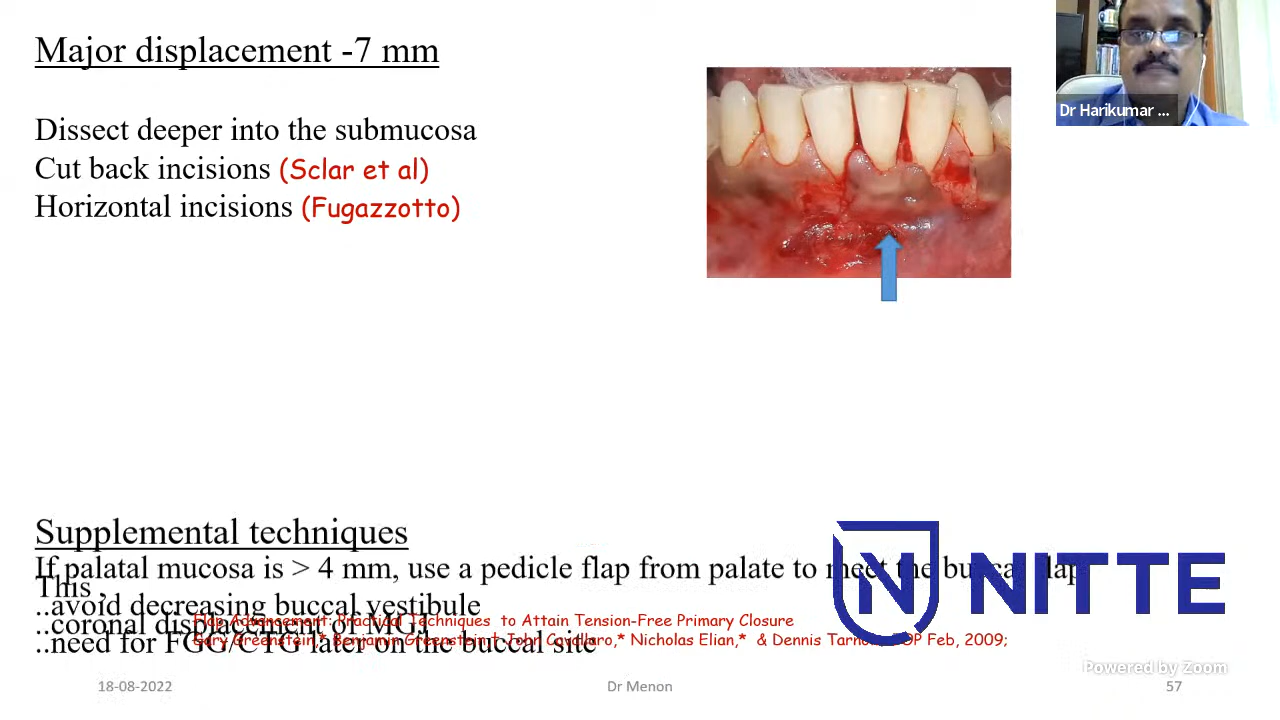 Major displacement -7 mm
Dissect deeper into the submucosa
Cut back incisions (Sclar et al)
Horizontal incisions (Fugazzotto)
Dr Harikumar ...
Supplemental techniques
If palatal mucosa is > 4 mm, use a pedicle flap from palate to meet the buccal flap
This ,
..avoid decreasing buccal vestibule
..coronal displacement of MGJ
..need for FGG/CTG later on the buccal site
Flap Advancement: Practical Techniques to Attain Tension-Free Primary Closure
Gary Greenstein,* Benjamin Greenstein,† John Cavallaro,* Nicholas Elian,* & Dennis Tarnow, JOP Feb, 2009;
N NITTE
Powered by Zoom
18-08-2022
Dr Menon
57